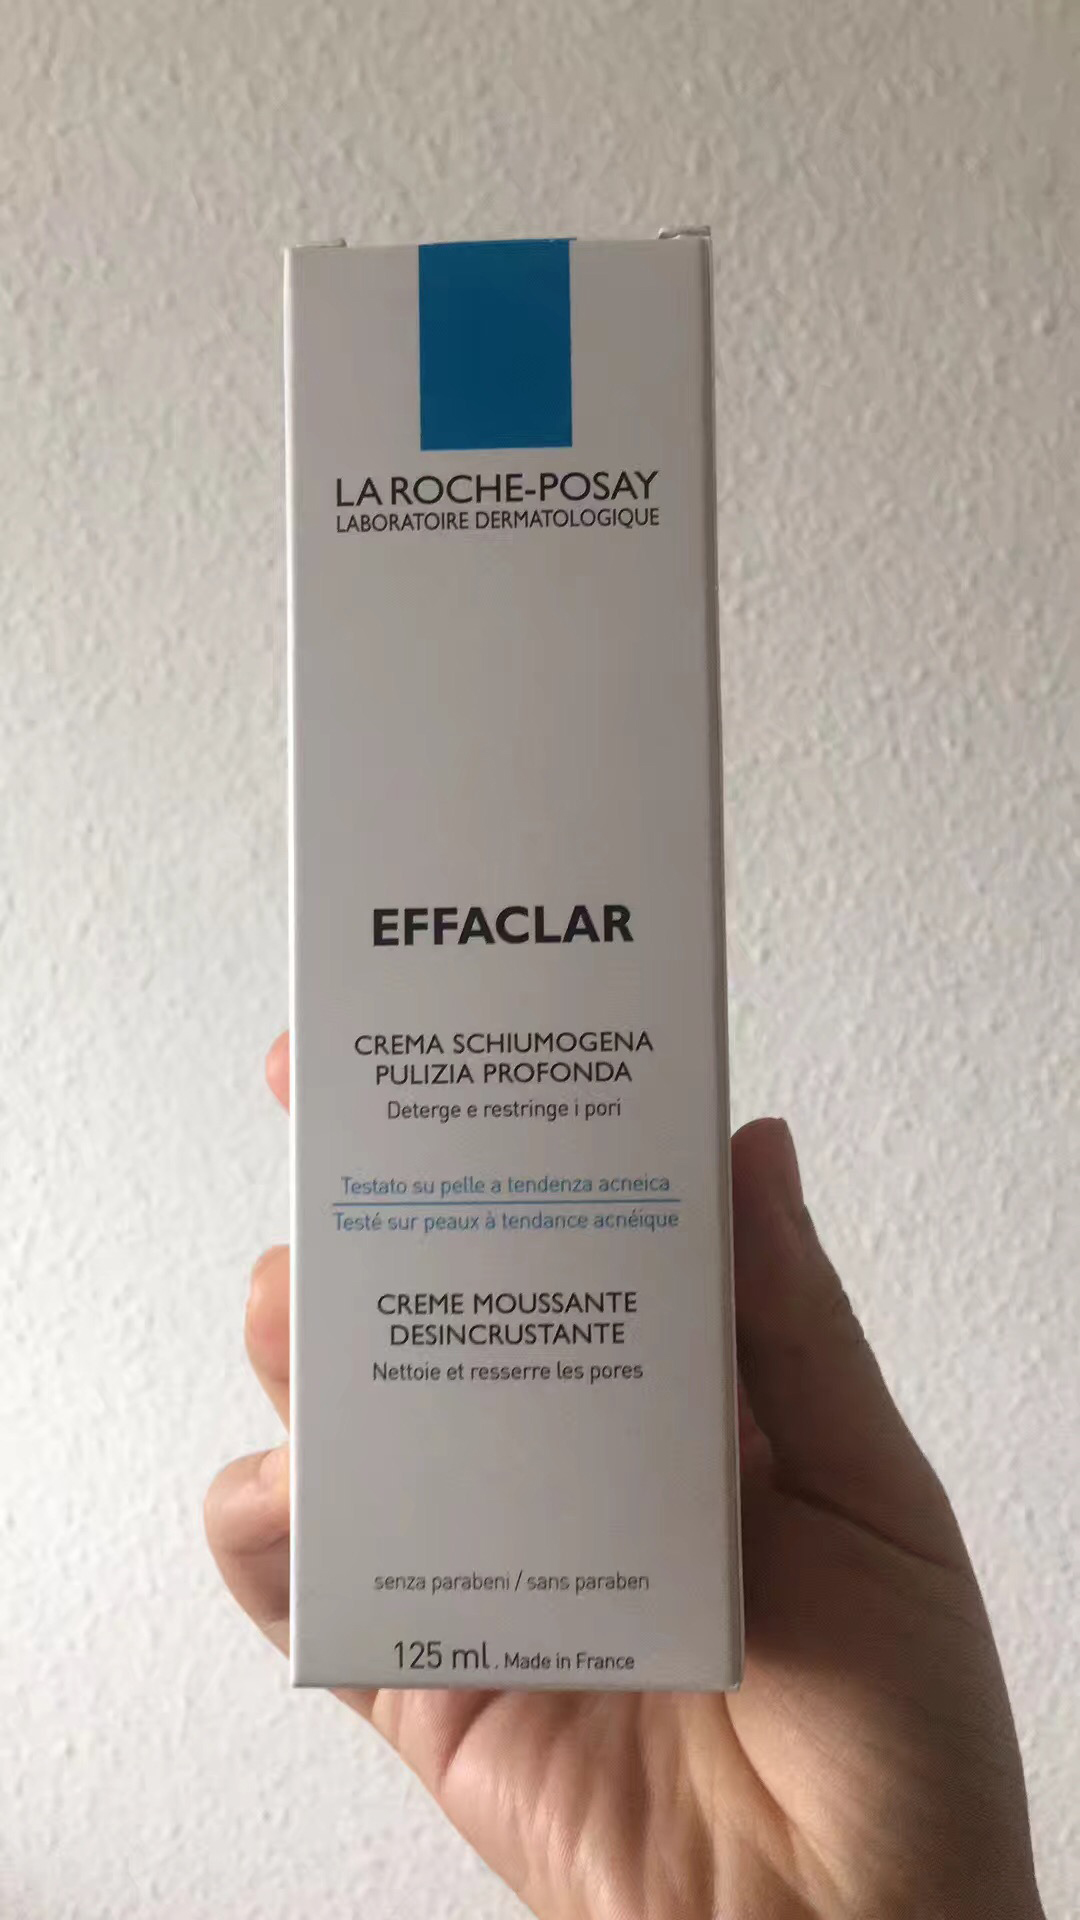 LA ROCHE-POSAY
LABORATOIRE DERMATOLOGIQUE
EFFACLAR
CREMA SCHIUMOGENA
PULIZIA PROFONDA
Deterge e restringe i pori
Testato su pelle a tendenza acneica
Testé sur peaux à tendance acnéique
CREME MOUSSANTE
DESINCRUSTANTE
Nettoie et resserre les pores
senza parabeni / sans paraben
125 ml. Made in France